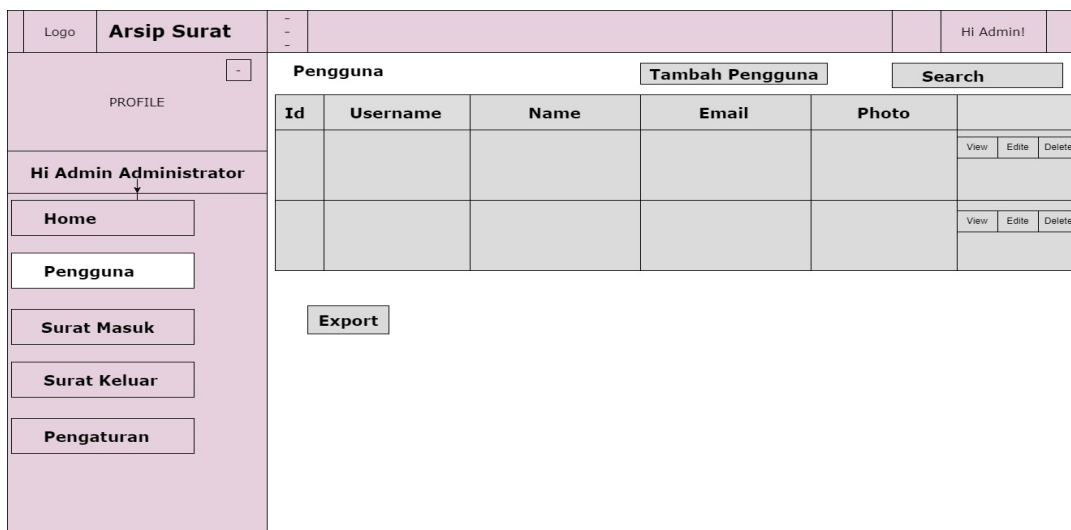 Logo Arsip Surat - - - Hi Admin!
-
PROFILE
Hi Admin Administrator
Home
Pengguna
Surat Masuk
Surat Keluar
Pengaturan
Pengguna Tambah Pengguna Search
Id Username Name Email Photo
View Edite Delete
View Edite Delete
Export